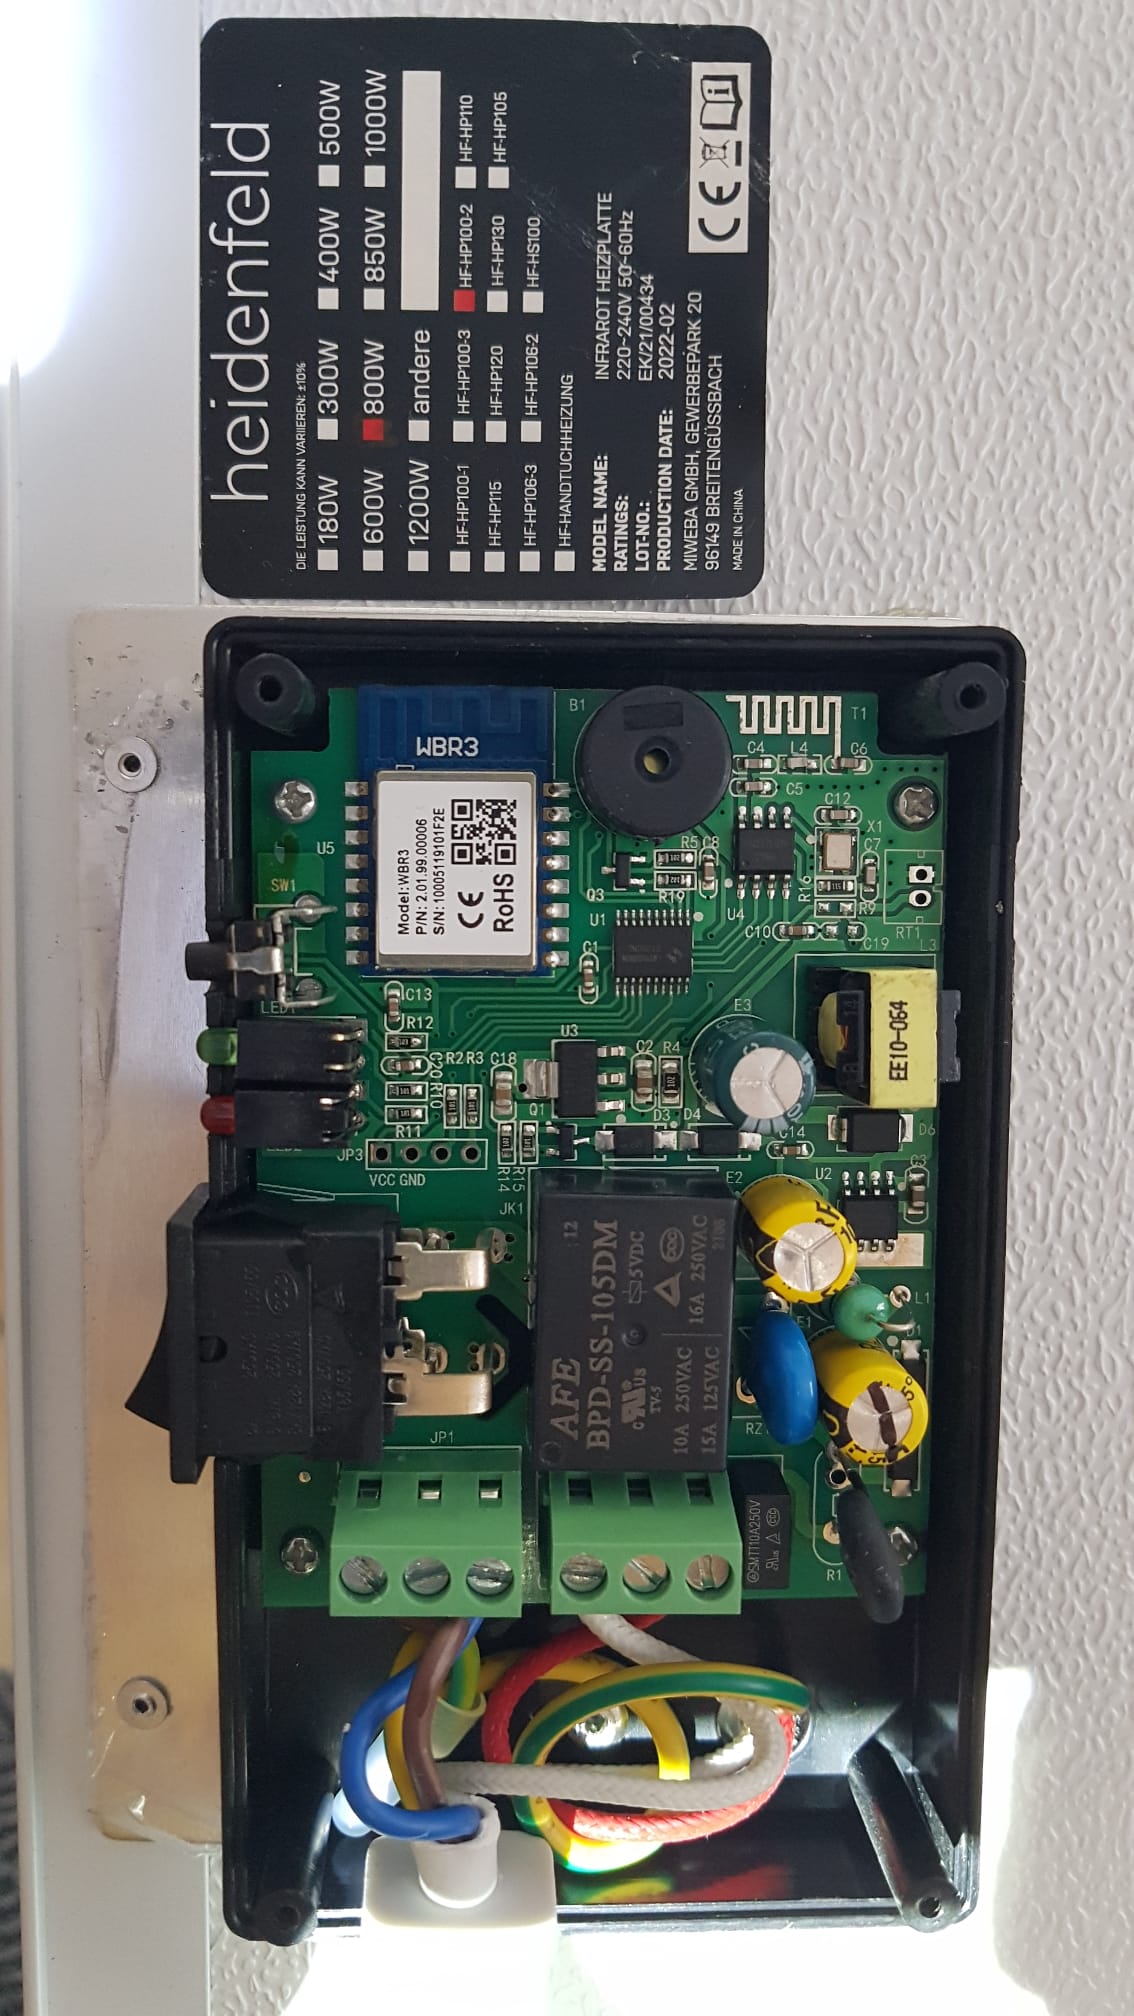 heidenfeld
DIE LEISTUNG KANN VARIIEREN: ±10%
180W 300W 400W 500W
600W 800W 850W 1000W
1200W andere
HF-HP100-1 HF-HP100-3 HF-HP100-2 HF-HP110
HF-HP115 HF-HP120 HF-HP130 HF-HP105
HF-HP106-3 HF-HP106-2 HF-HS100
HF-HANDTUCHHEIZUNG
MODEL NAME: INFRAROT HEIZPLATTE
RATINGS: 220-240V 50-60Hz
LOT-NO.: EK/21/00434
PRODUCTION DATE: 2022-02
MIWEBA GMBH, GEWERBEPARK 20
96149 BREITENGÜSSBACH
MADE IN CHINA
CE
WBR3
Model:WBR3
P/N: 2.01.99.00006
S/N: 10005119101F2E
CE
RoHS
B1
T1
C4 L4 C6
C5
C12
X1
U5
R5 C8
C7
SW1
Q3
R19
U4
R16
R9
U1
C10
C19
RT1
L3
C1
LED1
C13
R12
E3
EE10-064
U3
C20
R2 R3 C18
C2 R4
R10
Q1
D3 D4
R11
D6
C14
JP3
VCC GND
R14
R15
U2
C3
E2
JK1
12
AFE
BPD-SS-105DM
5VDC
TV-5
10A 250VAC 16A 250VAC
15A 125VAC
L1
E1
JP1
RZ1
SMT110A250V
R1